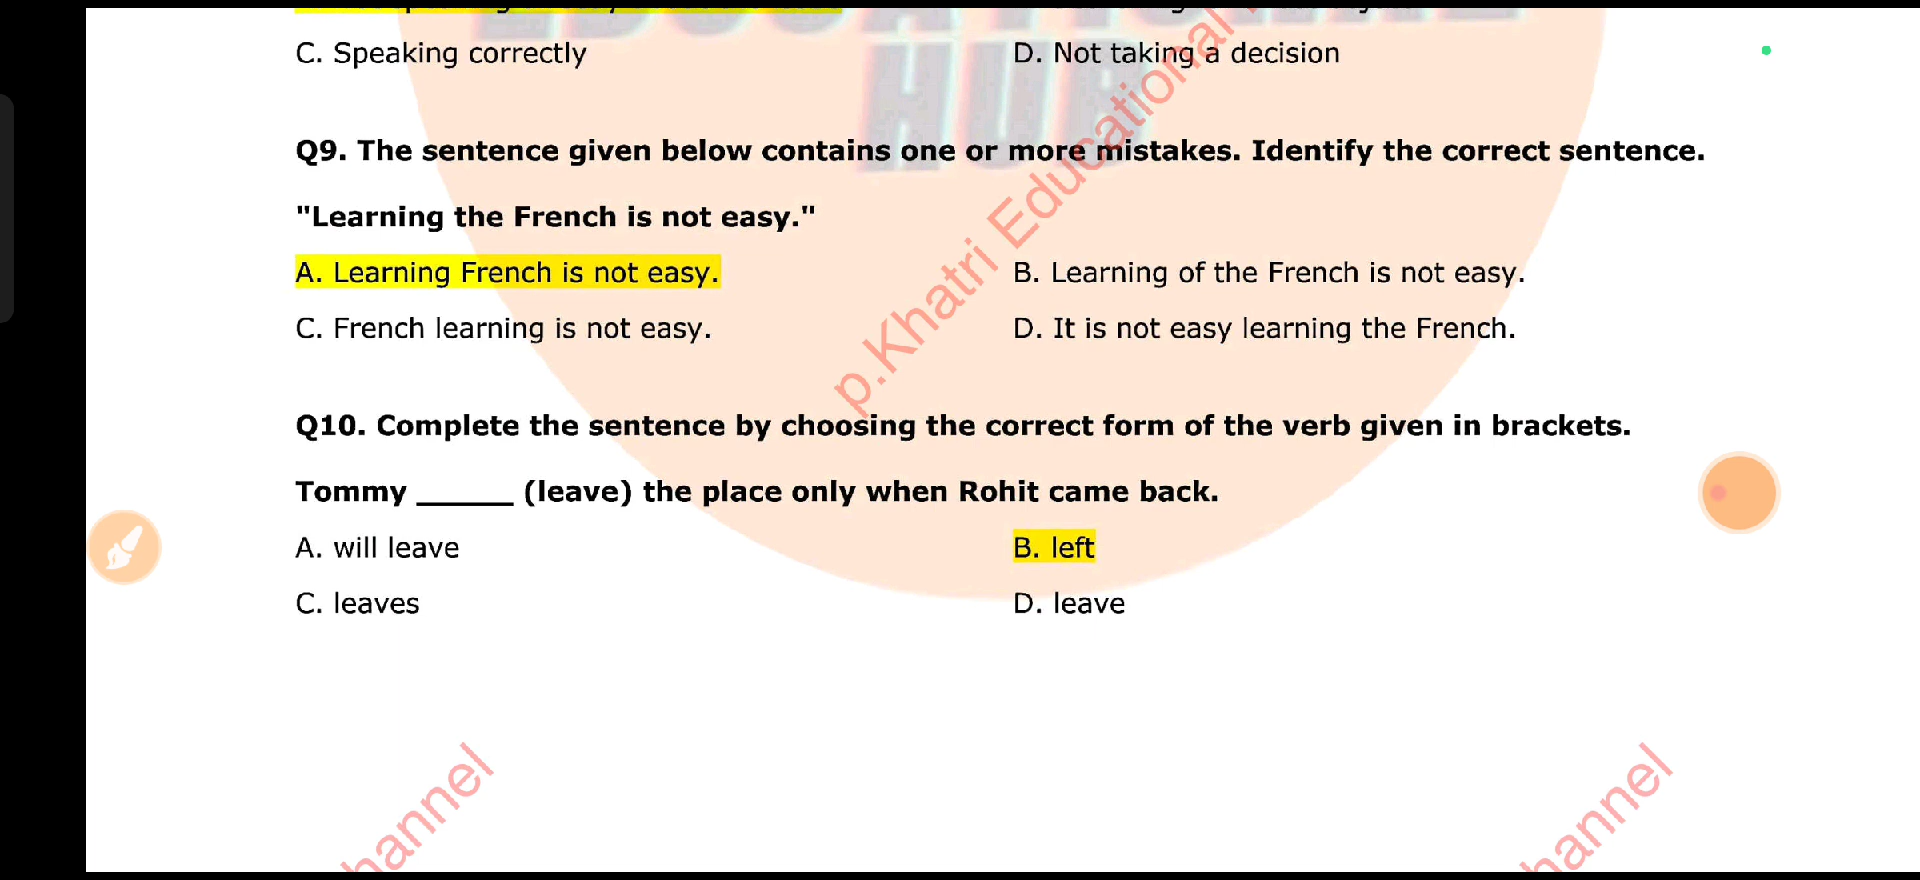 EDUCATIONAL
C. Speaking correctly D. Not taking a decision
HUB
Q9. The sentence given below contains one or more mistakes. Identify the correct sentence.
"Learning the French is not easy."
A. Learning French is not easy. B. Learning of the French is not easy.
C. French learning is not easy. D. It is not easy learning the French.
p.Khatri Educational
Q10. Complete the sentence by choosing the correct form of the verb given in brackets.
Tommy ______ (leave) the place only when Rohit came back.
A. will leave B. left
C. leaves D. leave
hannel hannel